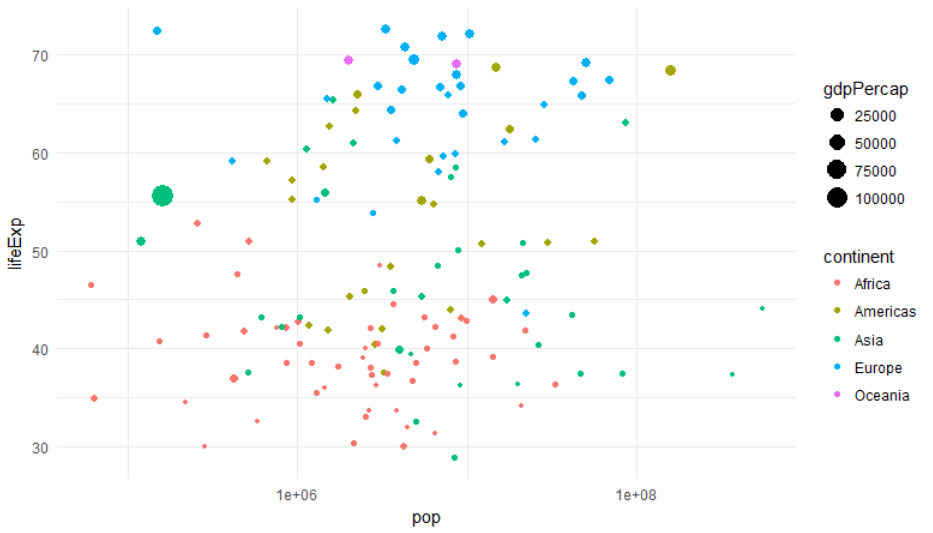 70
60
50
40
30
lifeExp
1e+06
1e+08
pop
gdpPercap
25000
50000
75000
100000
continent
Africa
Americas
Asia
Europe
Oceania